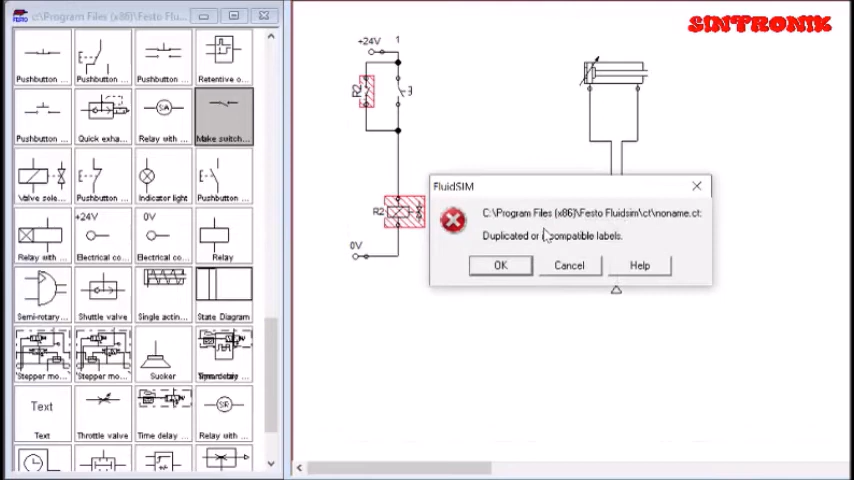 c:\Program Files (x86)\Festo Fluids...
FESTO
SINTRONIK
Pushbutton ...
Pushbutton ...
Pushbutton ...
Retentive o...
Pushbutton ...
Quick exha...
Relay with ...
Make switch...
Valve sole...
Pushbutton ...
Indicator light
Pushbutton ...
+24V
0V
Relay with ...
Electrical co...
Electrical co...
Relay
Semi-rotary ...
Shuttle valve
Single actin...
State Diagram
Stepper mo...
Stepper mo...
Sucker
Text
Text
Throttle valve
Time delay ...
Relay with ...
+24V
1
R2
3
R2
0V
FluidSIM
C:\Program Files (x86)\Festo Fluidsim\ct\noname.ct:
Duplicated or incompatible labels.
OK
Cancel
Help